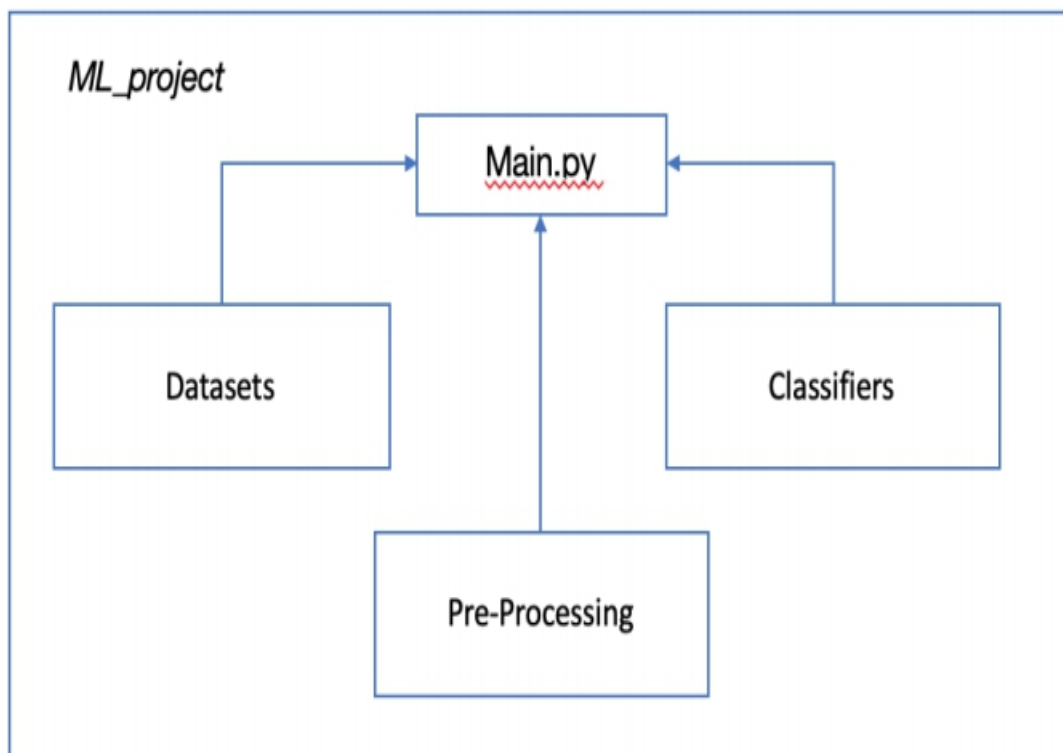 ML_project
Main.py
Datasets
Classifiers
Pre-Processing